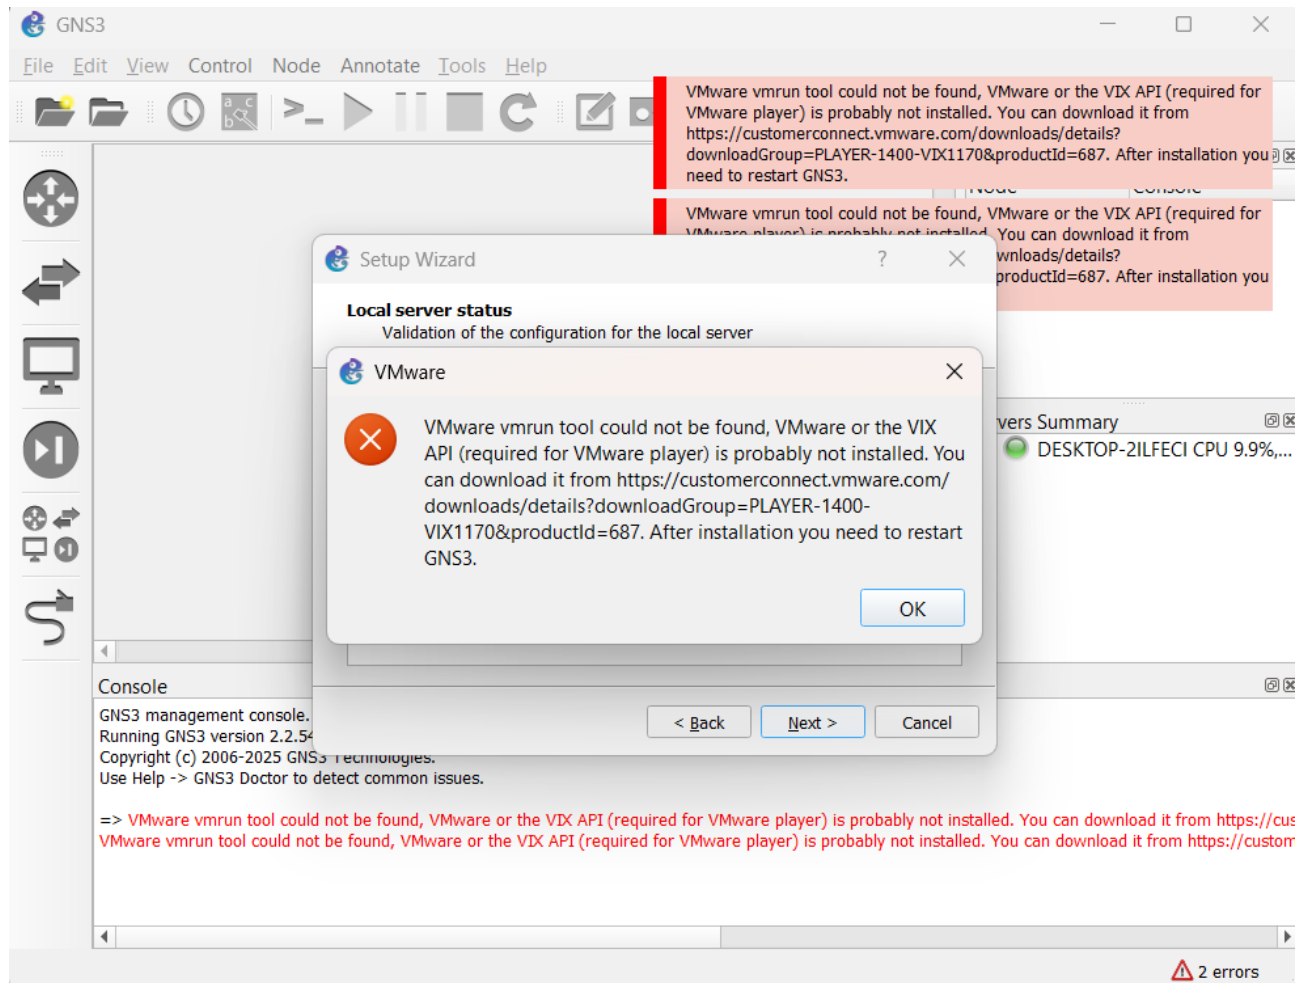 GNS3
File Edit View Control Node Annotate Tools Help
VMware vmrun tool could not be found, VMware or the VIX API (required for
VMware player) is probably not installed. You can download it from
https://customerconnect.vmware.com/downloads/details?
downloadGroup=PLAYER-1400-VIX1170&productId=687. After installation you
need to restart GNS3.
Node Console
VMware vmrun tool could not be found, VMware or the VIX API (required for
VMware player) is probably not installed. You can download it from
wnloads/details?
productId=687. After installation you
Setup Wizard ?
Local server status
Validation of the configuration for the local server
VMware
VMware vmrun tool could not be found, VMware or the VIX
API (required for VMware player) is probably not installed. You
can download it from https://customerconnect.vmware.com/
downloads/details?downloadGroup=PLAYER-1400-
VIX1170&productId=687. After installation you need to restart
GNS3.
OK
vers Summary
DESKTOP-2ILFECI CPU 9.9%,...
< Back Next > Cancel
Console
GNS3 management console.
Running GNS3 version 2.2.54
Copyright (c) 2006-2025 GNS3 Technologies.
Use Help -> GNS3 Doctor to detect common issues.
=> VMware vmrun tool could not be found, VMware or the VIX API (required for VMware player) is probably not installed. You can download it from https://cus
VMware vmrun tool could not be found, VMware or the VIX API (required for VMware player) is probably not installed. You can download it from https://custom
2 errors